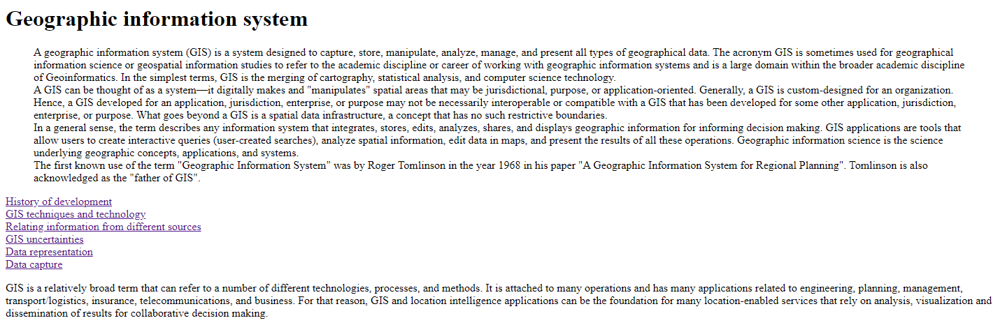 Geographic information system
A geographic information system (GIS) is a system designed to capture, store, manipulate, analyze, manage, and present all types of geographical data. The acronym GIS is sometimes used for geographical
information science or geospatial information studies to refer to the academic discipline or career of working with geographic information systems and is a large domain within the broader academic discipline
of Geoinformatics. In the simplest terms, GIS is the merging of cartography, statistical analysis, and computer science technology.
A GIS can be thought of as a system—it digitally makes and "manipulates" spatial areas that may be jurisdictional, purpose, or application-oriented. Generally, a GIS is custom-designed for an organization.
Hence, a GIS developed for an application, jurisdiction, enterprise, or purpose may not be necessarily interoperable or compatible with a GIS that has been developed for some other application, jurisdiction,
enterprise, or purpose. What goes beyond a GIS is a spatial data infrastructure, a concept that has no such restrictive boundaries.
In a general sense, the term describes any information system that integrates, stores, edits, analyzes, shares, and displays geographic information for informing decision making. GIS applications are tools that
allow users to create interactive queries (user-created searches), analyze spatial information, edit data in maps, and present the results of all these operations. Geographic information science is the science
underlying geographic concepts, applications, and systems.
The first known use of the term "Geographic Information System" was by Roger Tomlinson in the year 1968 in his paper "A Geographic Information System for Regional Planning". Tomlinson is also
acknowledged as the "father of GIS".
History of development
GIS techniques and technology
Relating information from different sources
GIS uncertainties
Data representation
Data capture
GIS is a relatively broad term that can refer to a number of different technologies, processes, and methods. It is attached to many operations and has many applications related to engineering, planning, management,
transport/logistics, insurance, telecommunications, and business. For that reason, GIS and location intelligence applications can be the foundation for many location-enabled services that rely on analysis, visualization and
dissemination of results for collaborative decision making.